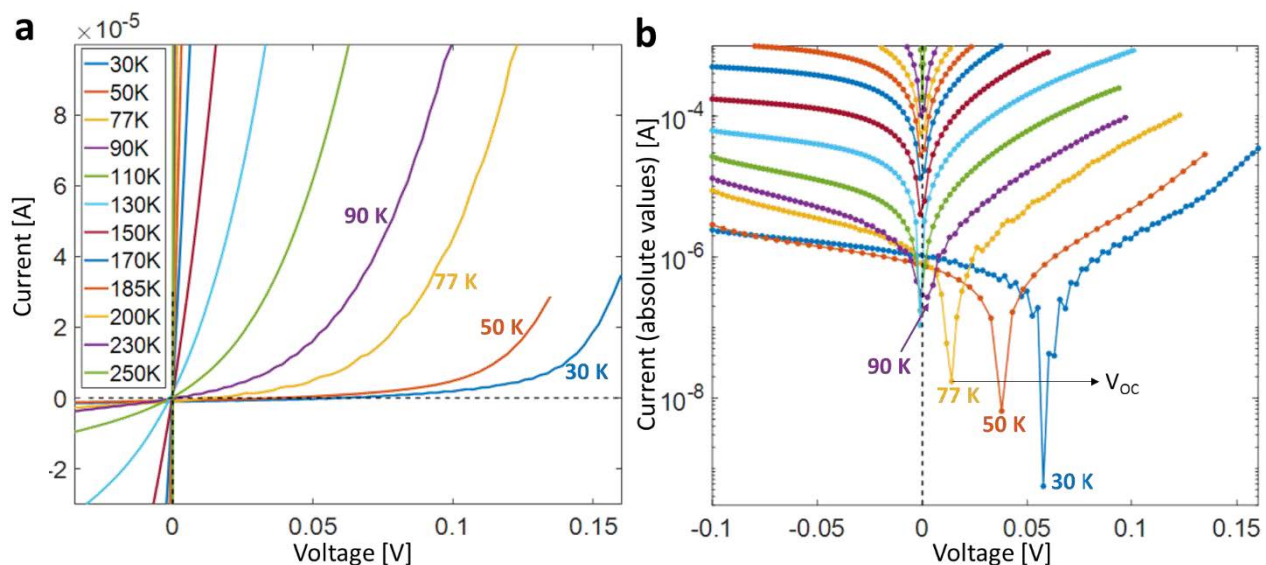 a
× 10⁻⁵
8
6
4
2
0
-2
Current [A]
30K
50K
77K
90K
110K
130K
150K
170K
185K
200K
230K
250K
90 K
77 K
50 K
30 K
0
0.05
0.1
0.15
Voltage [V]
b
Current (absolute values) [A]
10⁻⁴
10⁻⁶
10⁻⁸
90 K
77 K
50 K
30 K
V_OC
-0.1
-0.05
0
0.05
0.1
0.15
Voltage [V]